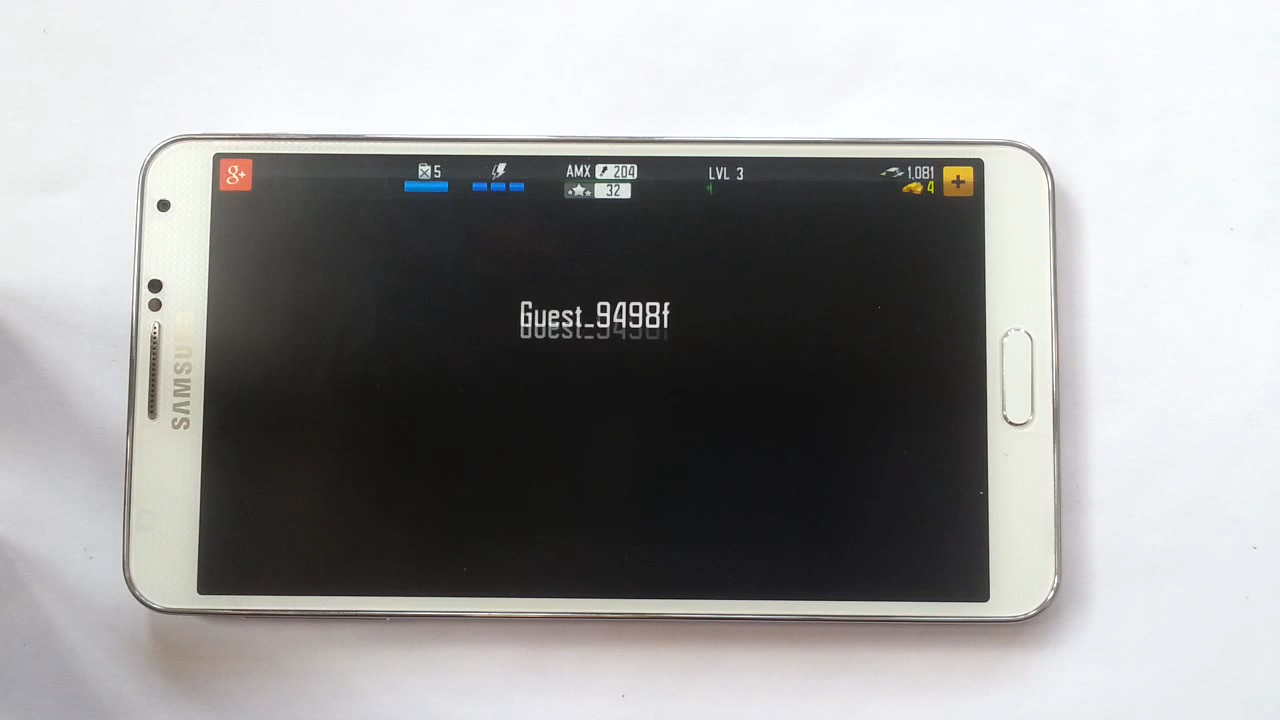 g+
5
AMX 204
LVL 3
1,081
32
4
+
Guest_9498f
SAMSUNG